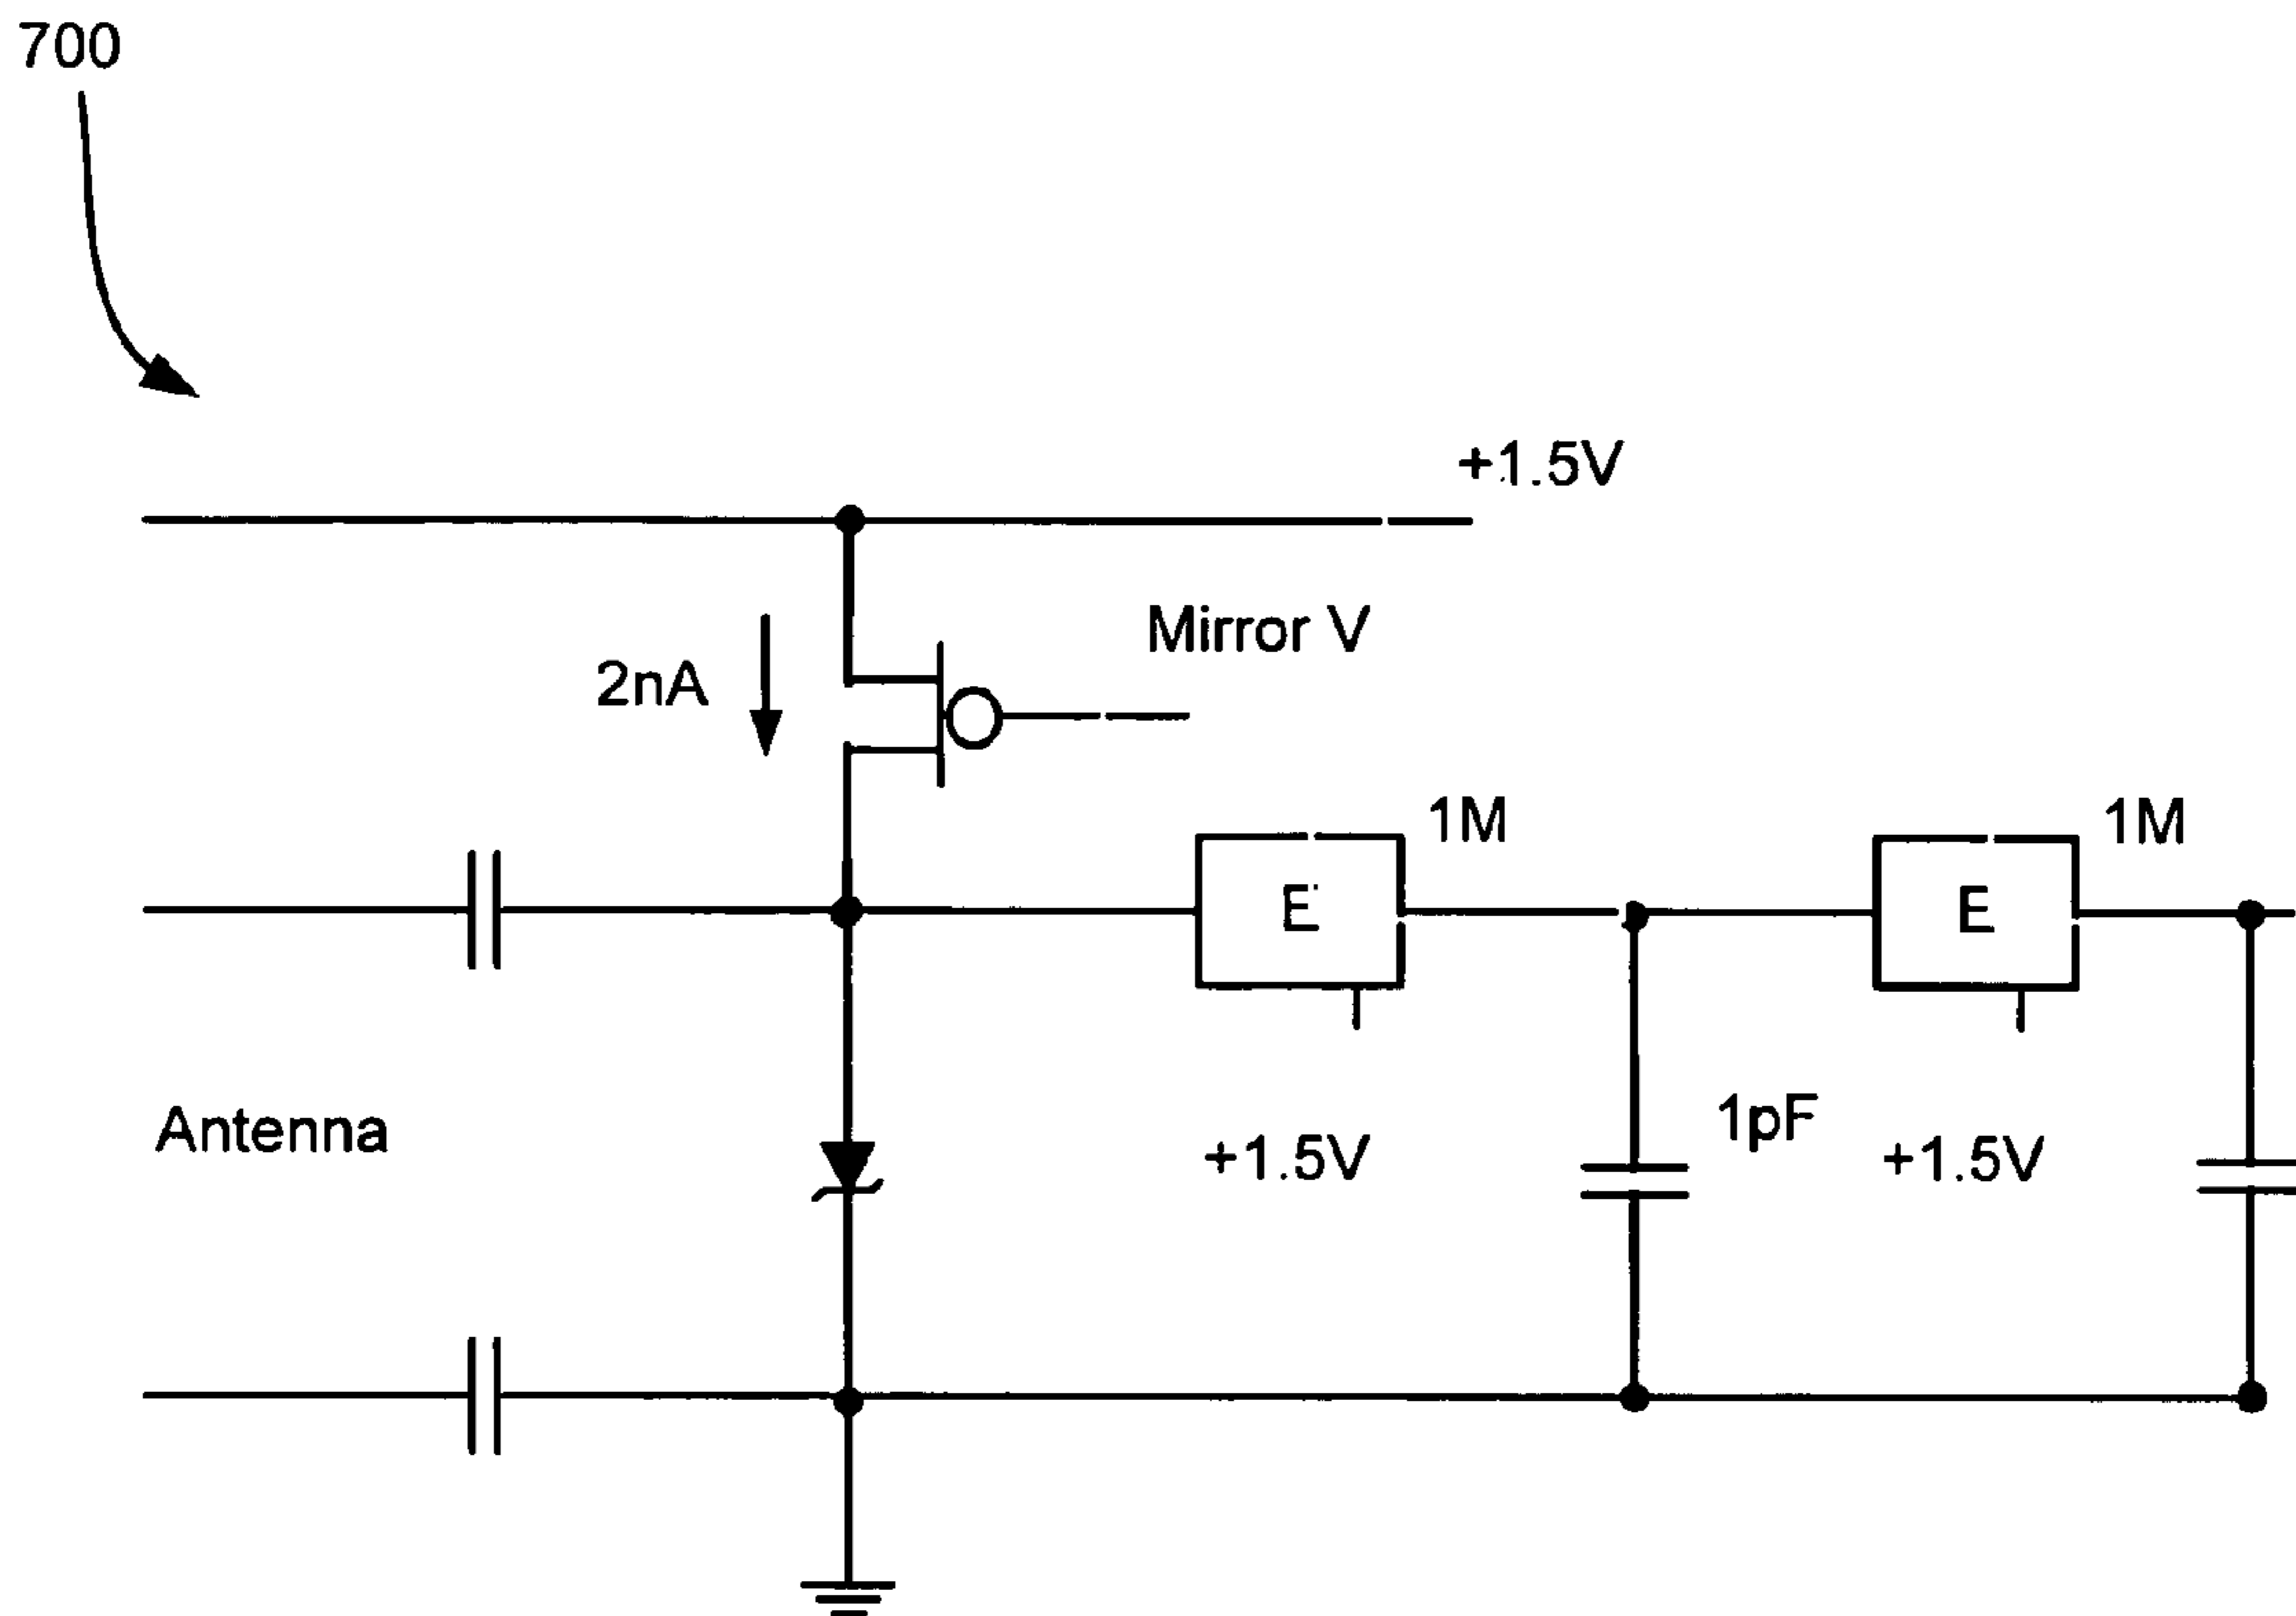 700
+1.5V
Mirror V
2nA
1M
1M
E
E
Antenna
1pF
+1.5V
+1.5V